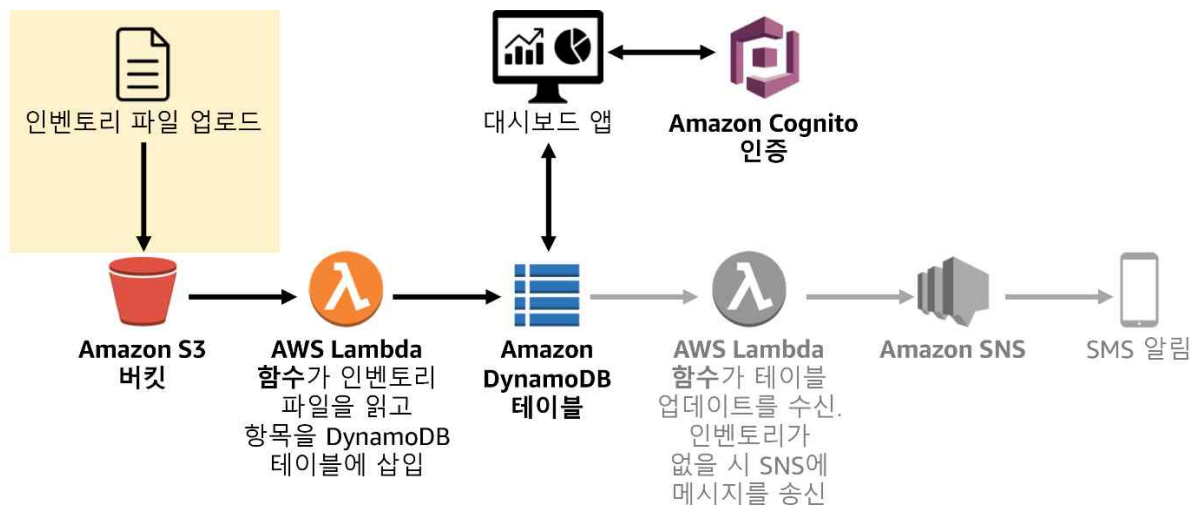 인벤토리 파일 업로드
대시보드 앱
Amazon Cognito
인증
Amazon S3
버킷
AWS Lambda
함수가 인벤토리
파일을 읽고
항목을 DynamoDB
테이블에 삽입
Amazon
DynamoDB
테이블
AWS Lambda
함수가 테이블
업데이트를 수신.
인벤토리가
없을 시 SNS에
메시지를 송신
Amazon SNS
SMS 알림